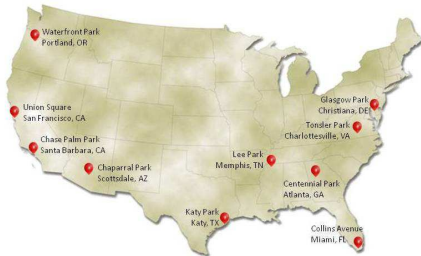 Waterfront Park
Portland, OR
Union Square
San Francisco, CA
Chase Palm Park
Santa Barbara, CA
Chaparral Park
Scottsdale, AZ
Katy Park
Katy, TX
Lee Park
Memphis, TN
Centennial Park
Atlanta, GA
Glasgow Park
Christiana, DE
Tonsler Park
Charlottesville, VA
Collins Avenue
Miami, FL